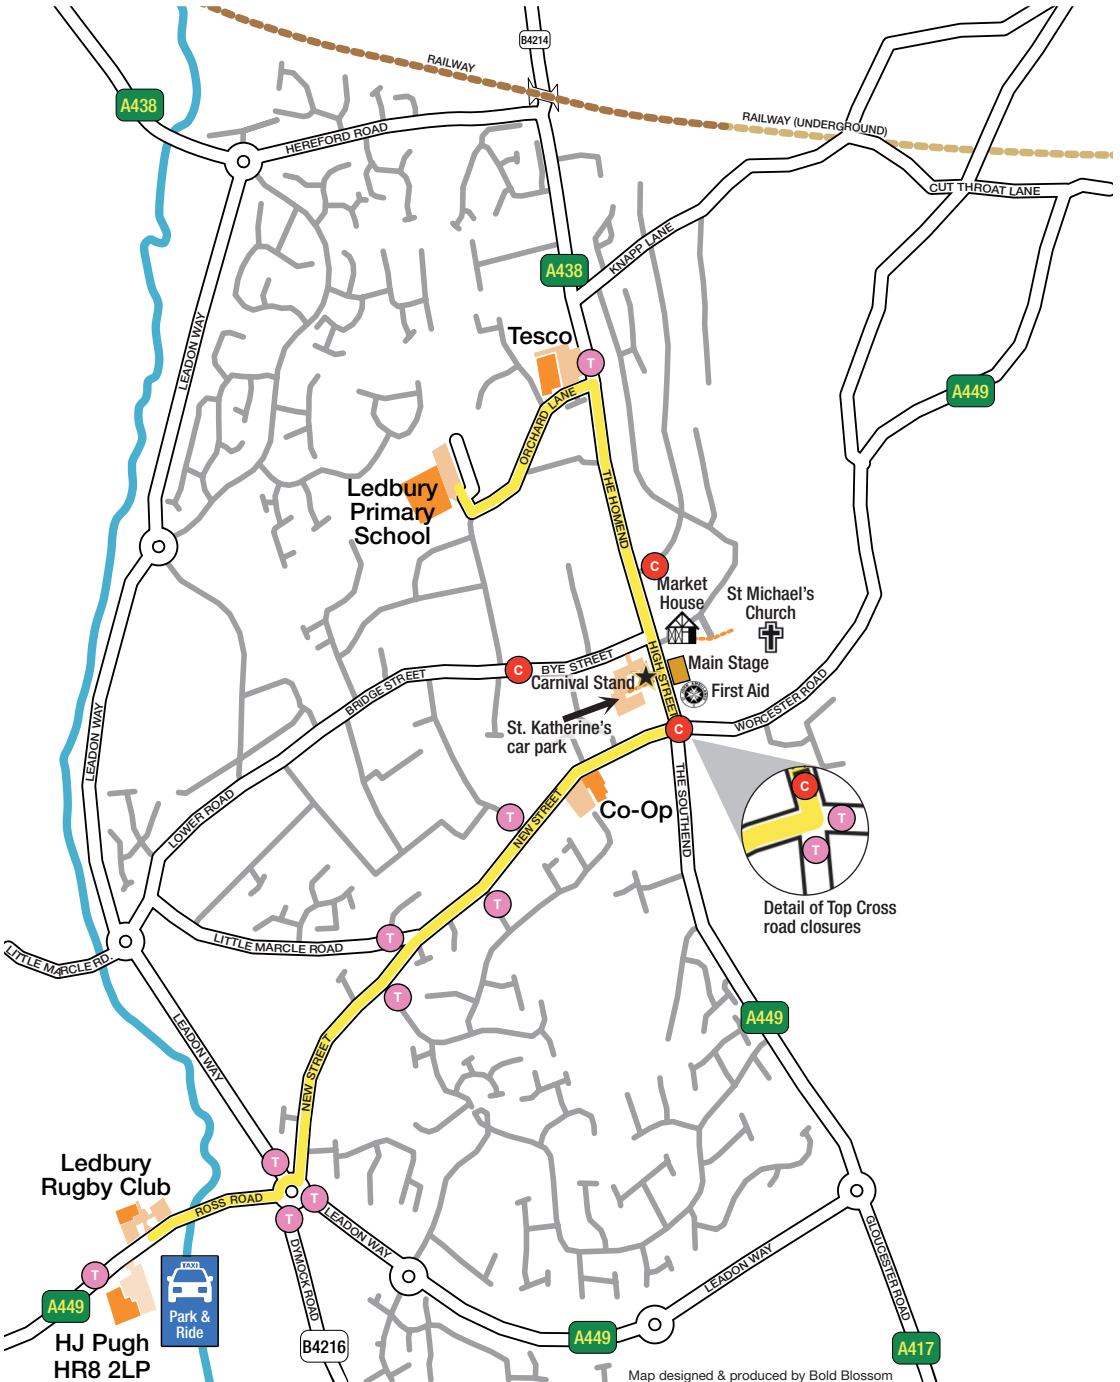 B4214
RAILWAY
A438
HEREFORD ROAD
RAILWAY (UNDERGROUND)
CUT THROAT LANE
KNAPP LANE
A438
LEADON WAY
Tesco
T
ORCHARD LANE
A449
Ledbury
Primary
School
THE HOMEND
C
Market
House
St Michael's
Church
HIGH STREET
BYE STREET
C
BRIDGE STREET
Carnival Stand
Main Stage
First Aid
St. Katherine's
car park
C
WORCESTER ROAD
LEADON WAY
LOWER ROAD
THE SOUTHEND
Co-Op
T
NEW STREET
C
T
T
Detail of Top Cross
road closures
T
T
LITTLE MARCLE ROAD
LITTLE MARCLE RD.
T
A449
LEADON WAY
NEW STREET
Ledbury
Rugby Club
T
ROSS ROAD
T
T
LEADON WAY
DYMOCK ROAD
T
A449
TAXI
Park &
Ride
HJ Pugh
HR8 2LP
B4216
A449
LEADON WAY
GLOUCESTER ROAD
A417
Map designed & produced by Bold Blossom